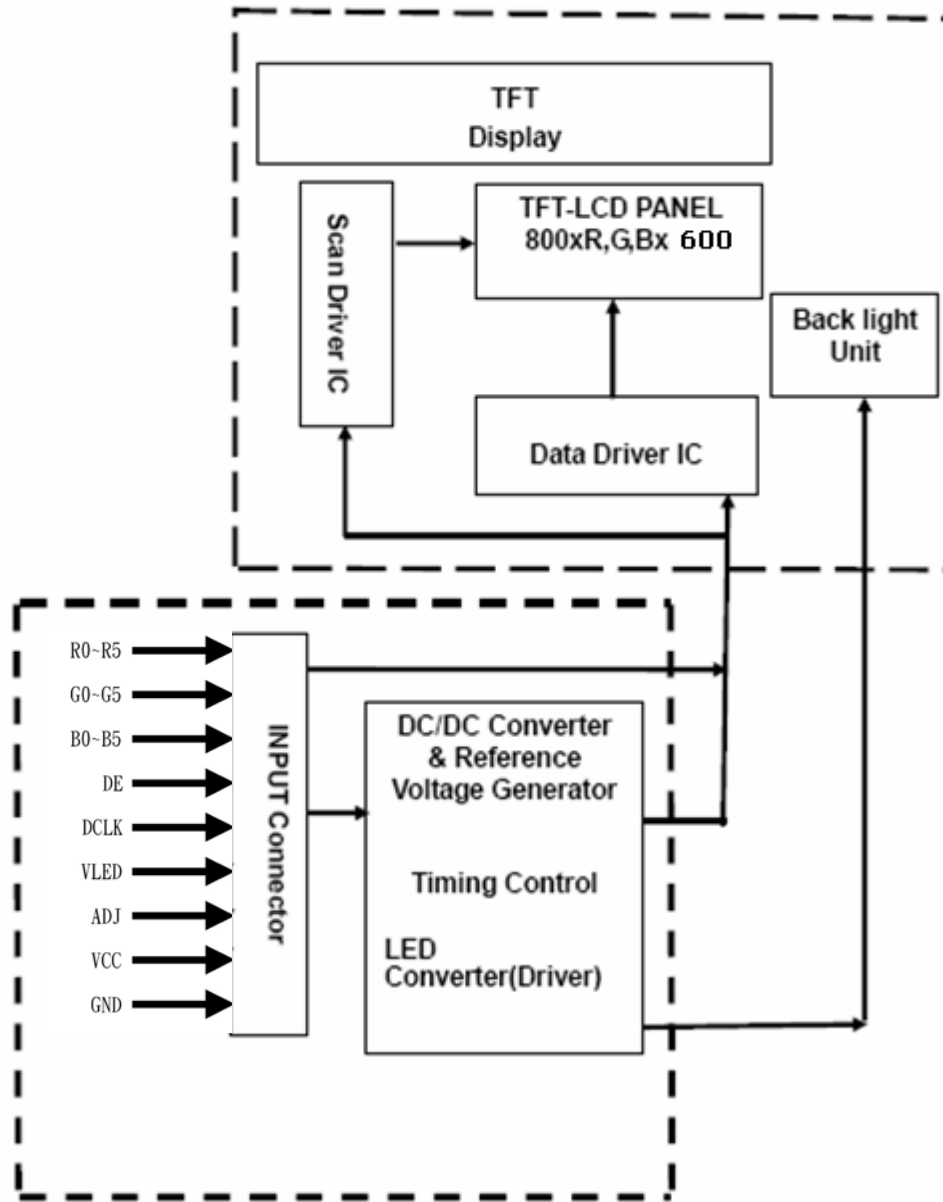 TFT
Display
Scan Driver IC
TFT-LCD PANEL
800xR,G,Bx 600
Back light
Unit
Data Driver IC
R0~R5
G0~G5
B0~B5
DE
DCLK
VLED
ADJ
VCC
GND
INPUT Connector
DC/DC Converter
& Reference
Voltage Generator
Timing Control
LED
Converter(Driver)